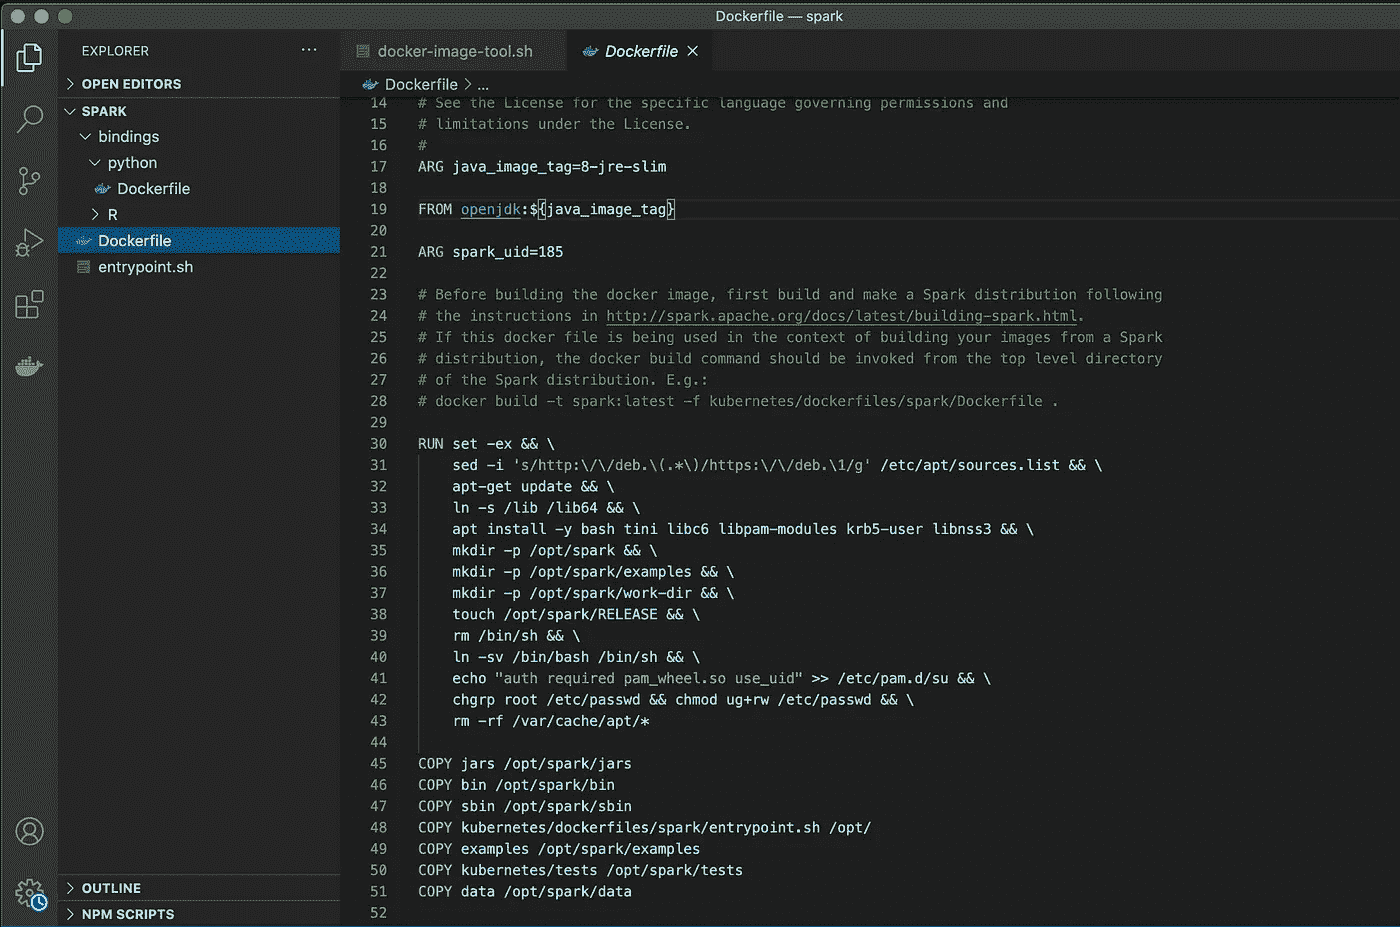 Dockerfile — spark
EXPLORER ...
OPEN EDITORS
SPARK
bindings
python
Dockerfile
R
Dockerfile
entrypoint.sh
OUTLINE
NPM SCRIPTS
docker-image-tool.sh
Dockerfile
Dockerfile > ...
14 # See the License for the specific language governing permissions and
15 # limitations under the License.
16 #
17 ARG java_image_tag=8-jre-slim
18
19 FROM openjdk:${java_image_tag}
20
21 ARG spark_uid=185
22
23 # Before building the docker image, first build and make a Spark distribution following
24 # the instructions in http://spark.apache.org/docs/latest/building-spark.html.
25 # If this docker file is being used in the context of building your images from a Spark
26 # distribution, the docker build command should be invoked from the top level directory
27 # of the Spark distribution. E.g.:
28 # docker build -t spark:latest -f kubernetes/dockerfiles/spark/Dockerfile .
29
30 RUN set -ex && \
31 sed -i 's/http:\/\/deb.\(.*\)/https:\/\/deb.\1/g' /etc/apt/sources.list && \
32 apt-get update && \
33 ln -s /lib /lib64 && \
34 apt install -y bash tini libc6 libpam-modules krb5-user libnss3 && \
35 mkdir -p /opt/spark && \
36 mkdir -p /opt/spark/examples && \
37 mkdir -p /opt/spark/work-dir && \
38 touch /opt/spark/RELEASE && \
39 rm /bin/sh && \
40 ln -sv /bin/bash /bin/sh && \
41 echo "auth required pam_wheel.so use_uid" >> /etc/pam.d/su && \
42 chgrp root /etc/passwd && chmod ug+rw /etc/passwd && \
43 rm -rf /var/cache/apt/*
44
45 COPY jars /opt/spark/jars
46 COPY bin /opt/spark/bin
47 COPY sbin /opt/spark/sbin
48 COPY kubernetes/dockerfiles/spark/entrypoint.sh /opt/
49 COPY examples /opt/spark/examples
50 COPY kubernetes/tests /opt/spark/tests
51 COPY data /opt/spark/data
52